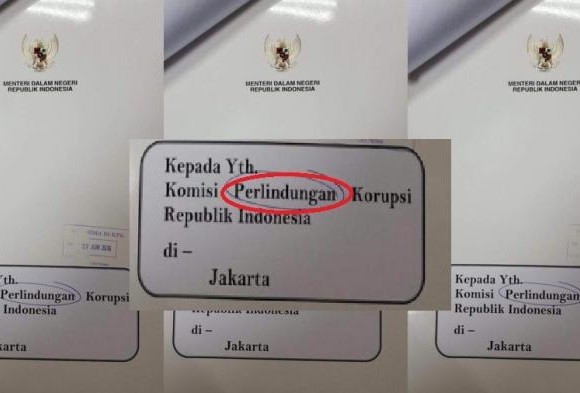 MENTERI DALAM NEGERI
REPUBLIK INDONESIA
MENTERI DALAM NEGERI
REPUBLIK INDONESIA
MENTERI DALAM NEGERI
REPUBLIK INDONESIA
Kepada Yth.
Komisi Perlindungan Korupsi
Republik Indonesia
di –
Jakarta
Yth.
Perlindungan Korupsi
Indonesia
Jakarta
Republik Indonesia
di –
Jakarta
Kepada Yth.
Komisi Perlindungan
Republik Indonesia
di –
Jakarta